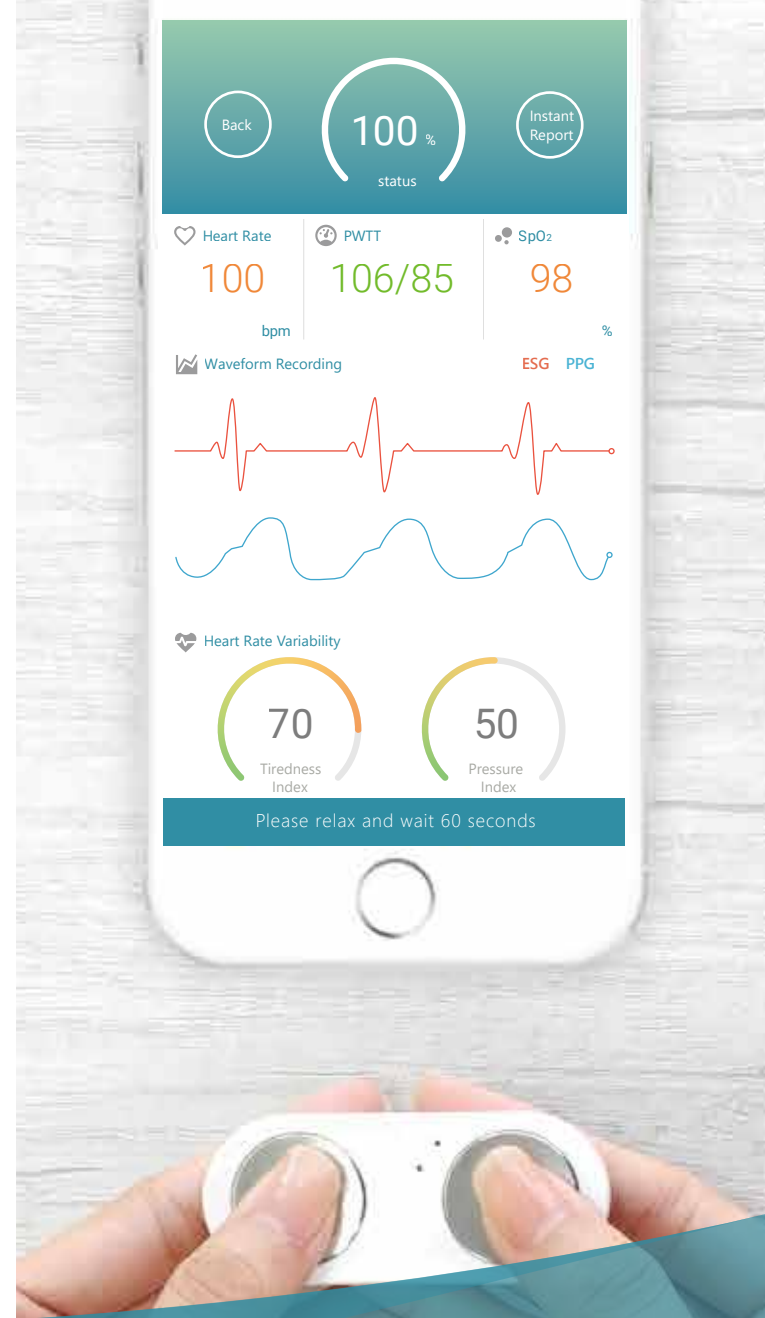 Back
100 %
status
Instant
Report
Heart Rate
100
bpm
PWTT
106/85
SpO2
98
%
Waveform Recording
ESG PPG
Heart Rate Variability
70
Tiredness
Index
50
Pressure
Index
Please relax and wait 60 seconds